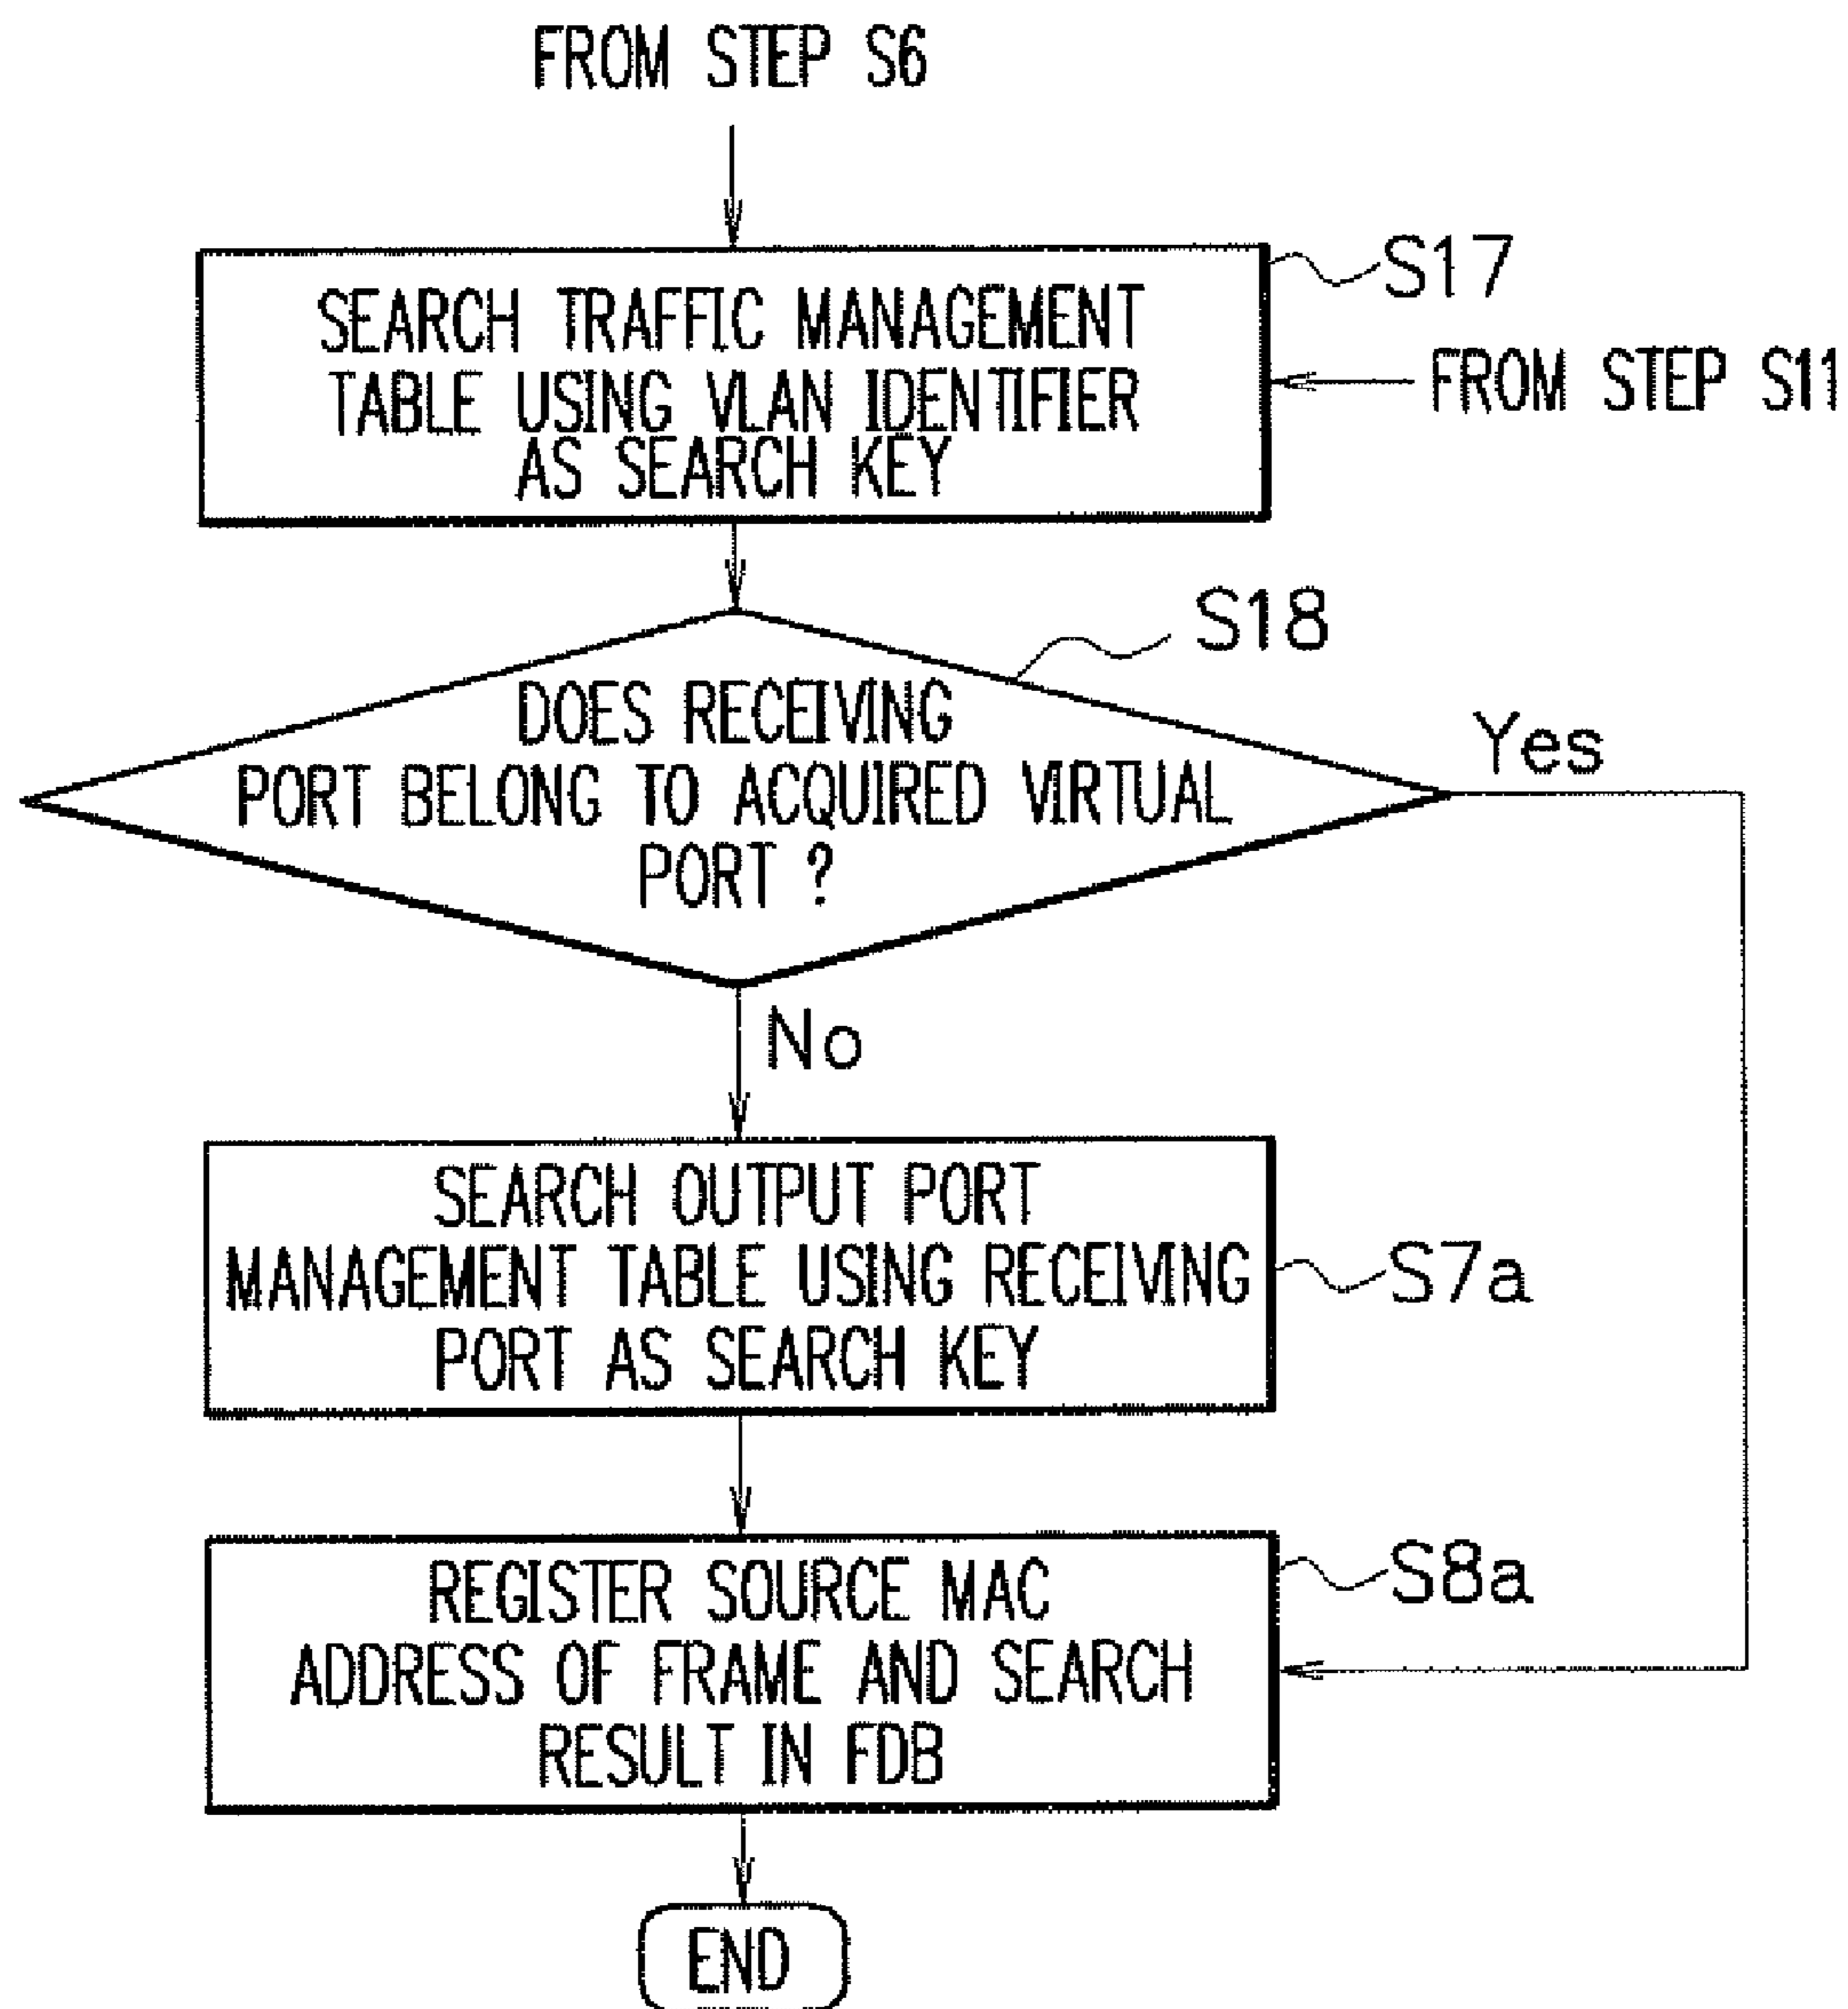 FROM STEP S6
S17
SEARCH TRAFFIC MANAGEMENT
TABLE USING VLAN IDENTIFIER
AS SEARCH KEY
FROM STEP S11
S18
DOES RECEIVING
PORT BELONG TO ACQUIRED VIRTUAL
PORT ?
Yes
No
SEARCH OUTPUT PORT
MANAGEMENT TABLE USING RECEIVING
PORT AS SEARCH KEY
S7a
REGISTER SOURCE MAC
ADDRESS OF FRAME AND SEARCH
RESULT IN FDB
S8a
END